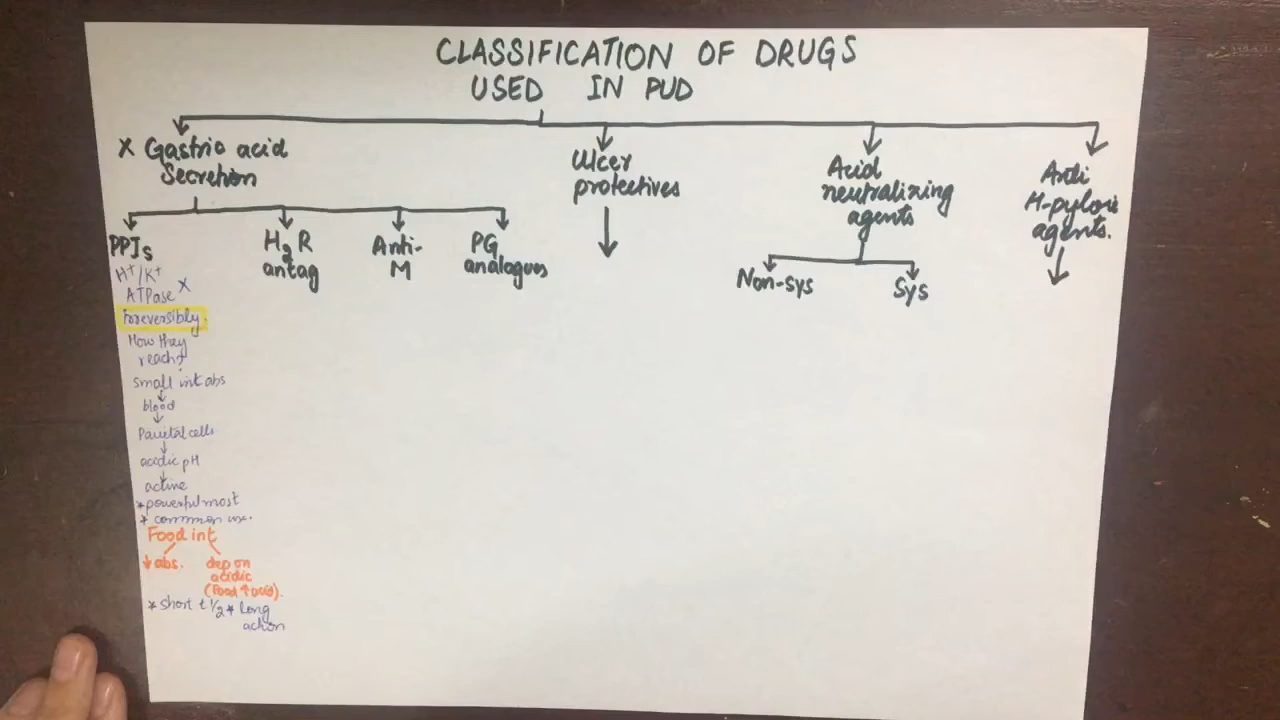 CLASSIFICATION OF DRUGS
USED IN PUD
X Gastric acid
Secretion
Ulcer
protectives
Acid
neutralizing
agents
Anti
H-pylori
agents.
PPIs
H2R
antag
Anti-
M
PG
analogues
Non-sys
Sys
H+/K+
ATPase X
irreversibly.
How they
reach?
small int abs
blood
Parietal cells
acidic pH
active
* powerful most
* common use.
Food int
↓ abs.
dep on
acidic
(Food ↑ acid).
* short t 1/2 * long
action